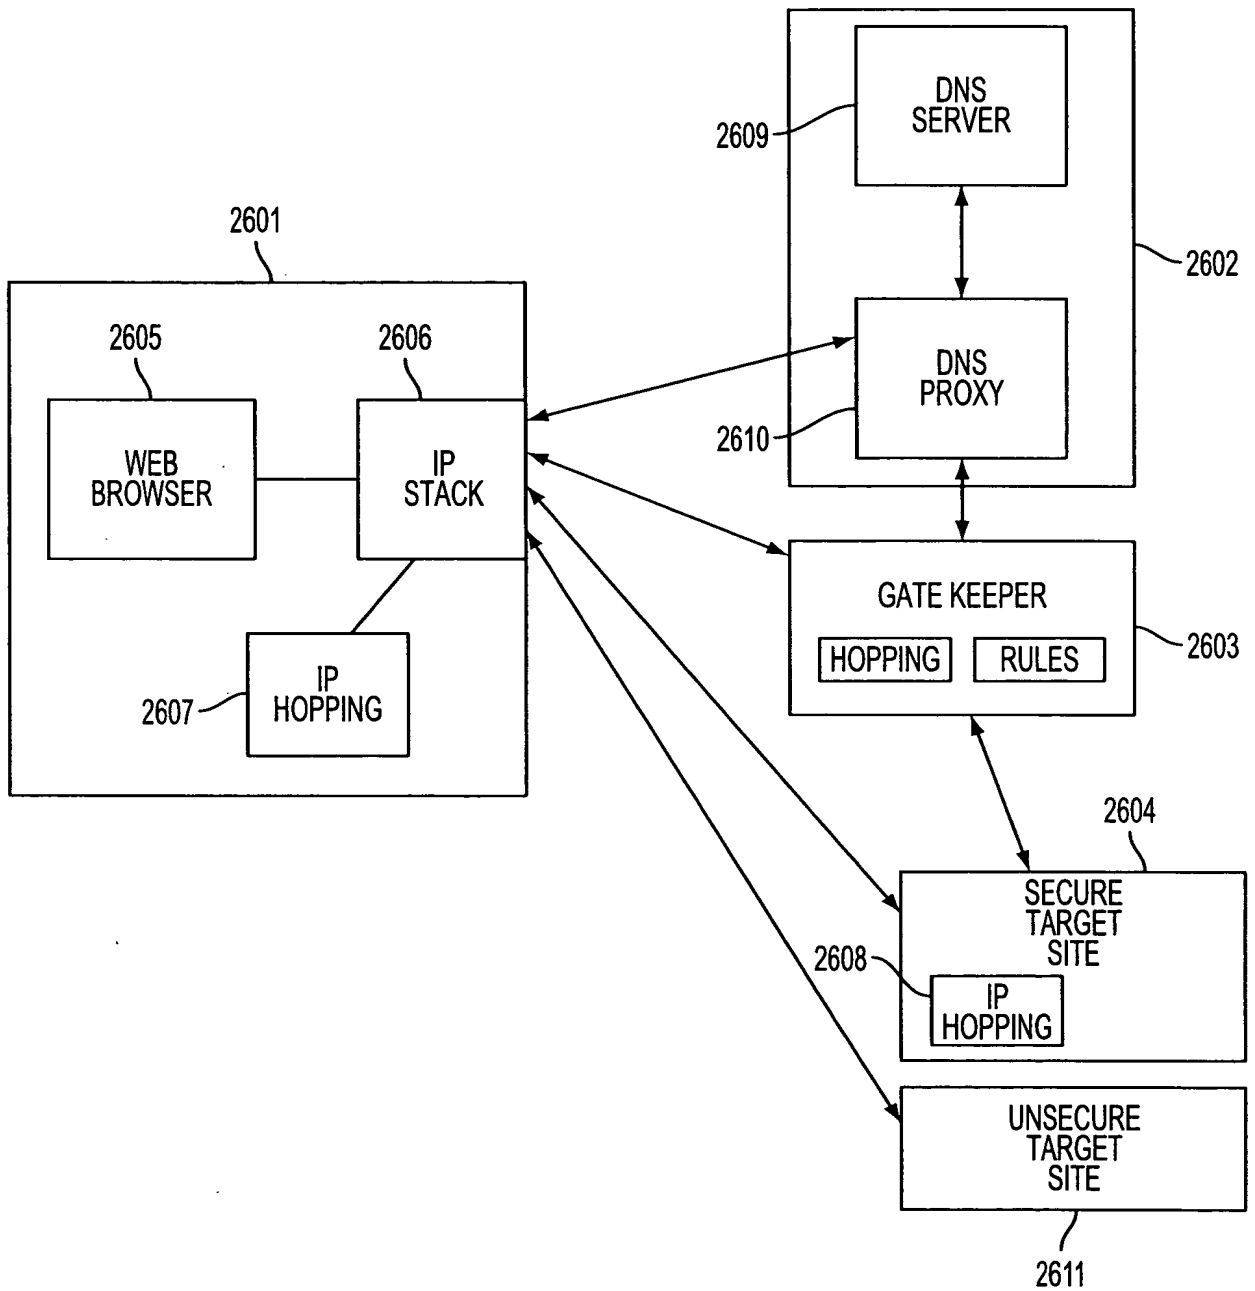 DNS
SERVER
2609
2601
2602
2605
2606
DNS
PROXY
2610
WEB
BROWSER
IP
STACK
GATE KEEPER
HOPPING
RULES
2603
IP
HOPPING
2607
2604
SECURE
TARGET
SITE
2608
IP
HOPPING
UNSECURE
TARGET
SITE
2611